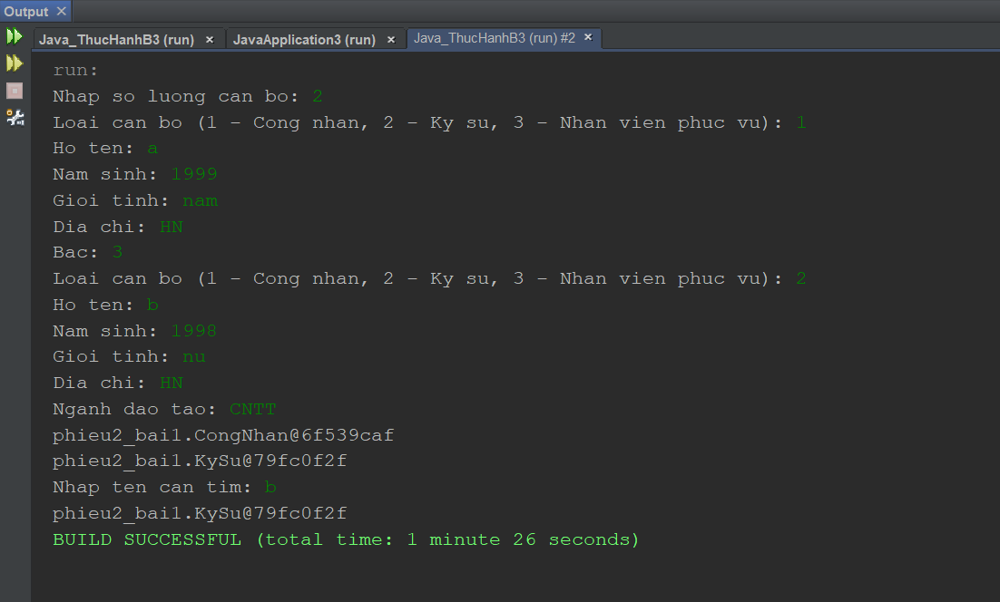 Output
Java_ThucHanhB3 (run) JavaApplication3 (run) Java_ThucHanhB3 (run) #2
run:
Nhap so luong can bo: 2
Loai can bo (1 - Cong nhan, 2 - Ky su, 3 - Nhan vien phuc vu): 1
Ho ten: a
Nam sinh: 1999
Gioi tinh: nam
Dia chi: HN
Bac: 3
Loai can bo (1 - Cong nhan, 2 - Ky su, 3 - Nhan vien phuc vu): 2
Ho ten: b
Nam sinh: 1998
Gioi tinh: nu
Dia chi: HN
Nganh dao tao: CNTT
phieu2_bai1.CongNhan@6f539caf
phieu2_bai1.KySu@79fc0f2f
Nhap ten can tim: b
phieu2_bai1.KySu@79fc0f2f
BUILD SUCCESSFUL (total time: 1 minute 26 seconds)